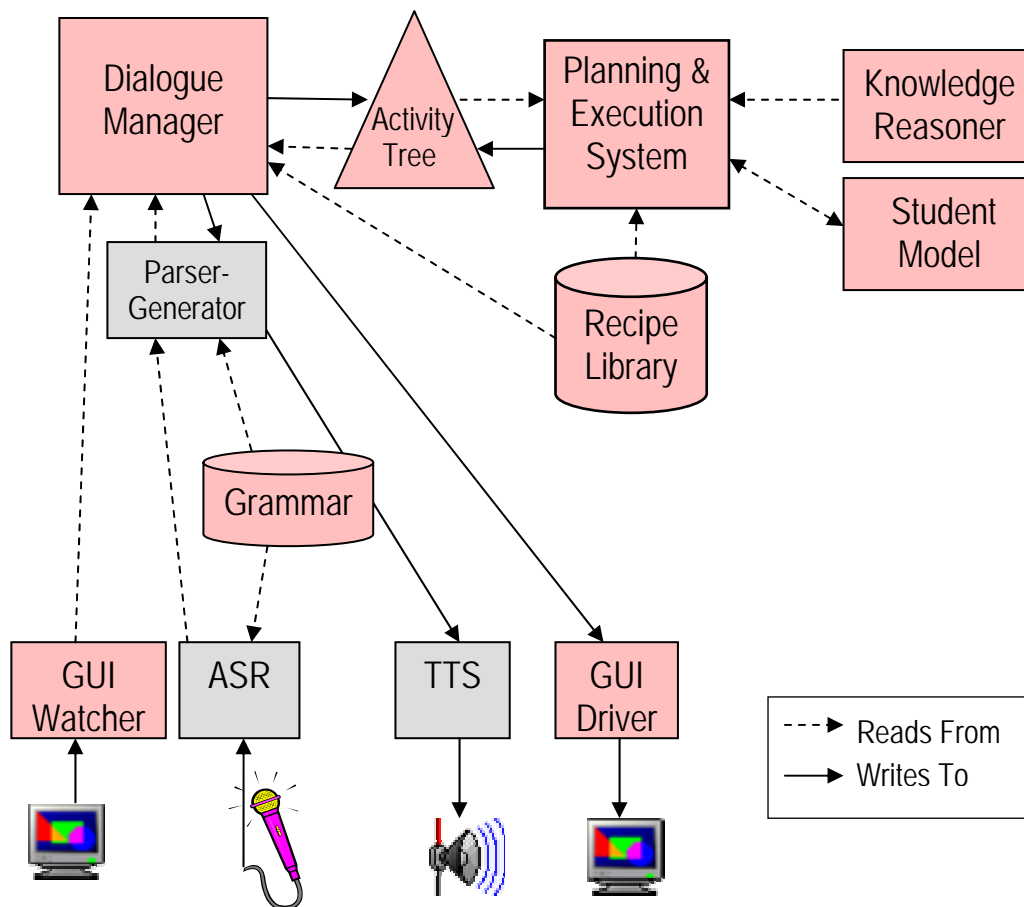 Dialogue
Manager
Activity
Tree
Planning &
Execution
System
Knowledge
Reasoner
Student
Model
Parser-
Generator
Recipe
Library
Grammar
GUI
Watcher
ASR
TTS
GUI
Driver
Reads From
Writes To